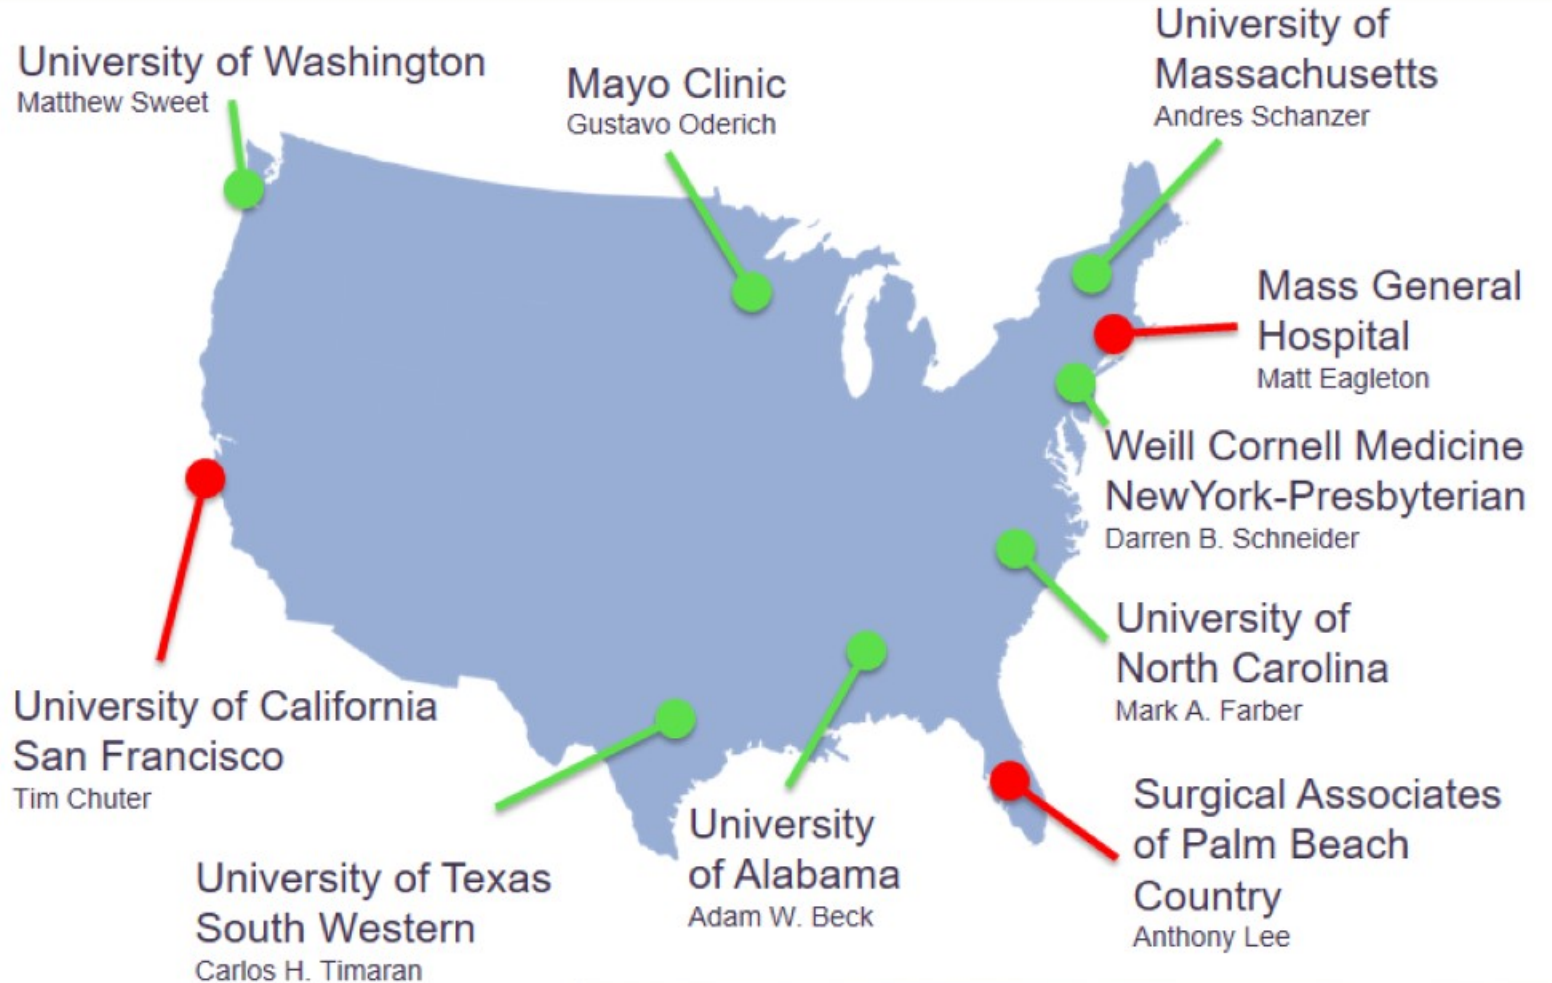 University of Washington
Matthew Sweet
Mayo Clinic
Gustavo Oderich
University of
Massachusetts
Andres Schanzer
Mass General
Hospital
Matt Eagleton
Weill Cornell Medicine
NewYork-Presbyterian
Darren B. Schneider
University of
North Carolina
Mark A. Farber
University of California
San Francisco
Tim Chuter
University of Texas
South Western
Carlos H. Timaran
University
of Alabama
Adam W. Beck
Surgical Associates
of Palm Beach
Country
Anthony Lee